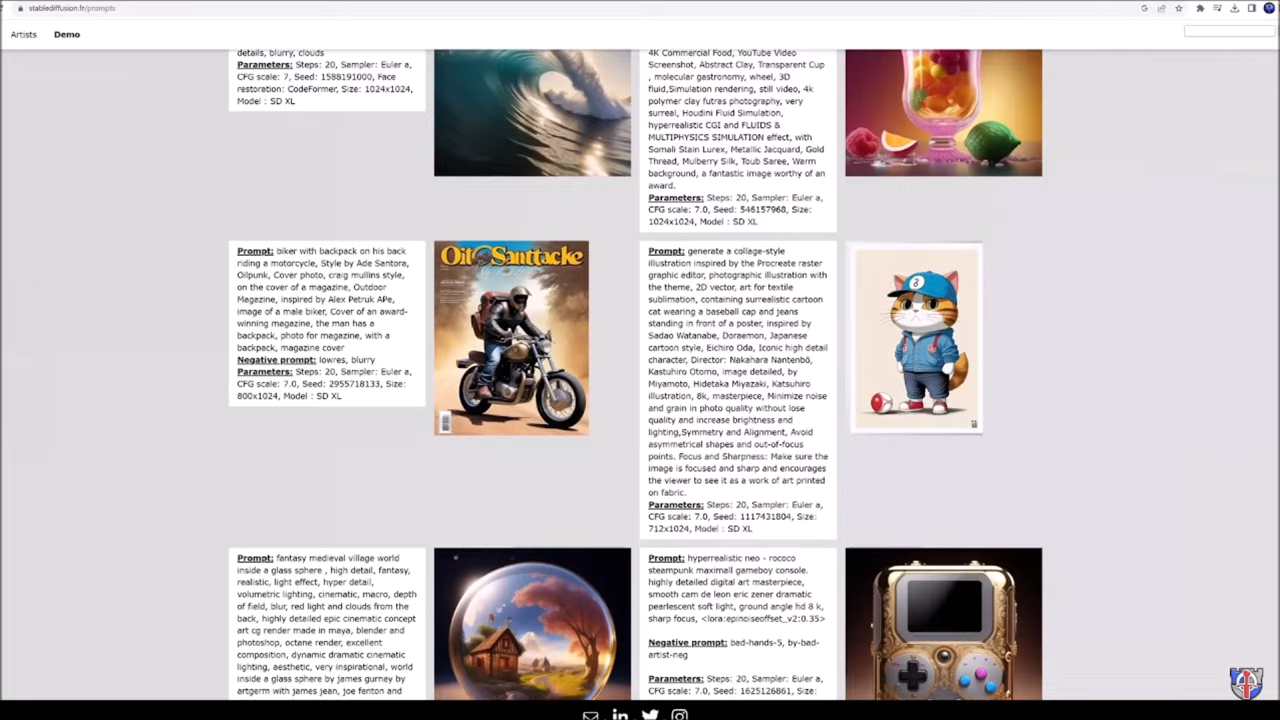 stablediffusion.fr/prompts
Artists
Demo
details, blurry, clouds
Parameters: Steps: 20, Sampler: Euler a,
CFG scale: 7, Seed: 1588191000, Face
restoration: CodeFormer, Size: 1024x1024,
Model : SD XL
4K Commercial Food, YouTube Video
Screenshot, Abstract Clay, Transparent Cup
, molecular gastronomy, wheel, 3D
fluid,Simulation rendering, still video, 4k
polymer clay futras photography, very
surreal, Houdini Fluid Simulation,
hyperrealistic CGI and FLUIDS &
MULTIPHYSICS SIMULATION effect, with
Somali Stain Lurex, Metallic Jacquard, Gold
Thread, Mulberry Silk, Toub Saree, Warm
background, a fantastic image worthy of an
award.
Parameters: Steps: 20, Sampler: Euler a,
CFG scale: 7.0, Seed: 546157968, Size:
1024x1024, Model : SD XL
Prompt: biker with backpack on his back
riding a motorcycle, Style by Ade Santora,
Oilpunk, Cover photo, craig mullins style,
on the cover of a magazine, Outdoor
Magazine, inspired by Alex Petruk APe,
image of a male biker, Cover of an award-
winning magazine, the man has a
backpack, photo for magazine, with a
backpack, magazine cover
Negative prompt: lowres, blurry
Parameters: Steps: 20, Sampler: Euler a,
CFG scale: 7.0, Seed: 2955718133, Size:
800x1024, Model : SD XL
Oil Santtacke
Prompt: generate a collage-style
illustration inspired by the Procreate raster
graphic editor, photographic illustration with
the theme, 2D vector, art for textile
sublimation, containing surrealistic cartoon
cat wearing a baseball cap and jeans
standing in front of a poster, inspired by
Sadao Watanabe, Doraemon, Japanese
cartoon style, Eichiro Oda, Iconic high detail
character, Director: Nakahara Nantenbō,
Kastuhiro Otomo, image detailed, by
Miyamoto, Hidetaka Miyazaki, Katsuhiro
illustration, 8k, masterpiece, Minimize noise
and grain in photo quality without lose
quality and increase brightness and
lighting,Symmetry and Alignment, Avoid
asymmetrical shapes and out-of-focus
points. Focus and Sharpness: Make sure the
image is focused and sharp and encourages
the viewer to see it as a work of art printed
on fabric.
Parameters: Steps: 20, Sampler: Euler a,
CFG scale: 7.0, Seed: 1117431804, Size:
712x1024, Model : SD XL
Prompt: fantasy medieval village world
inside a glass sphere , high detail, fantasy,
realistic, light effect, hyper detail,
volumetric lighting, cinematic, macro, depth
of field, blur, red light and clouds from the
back, highly detailed epic cinematic concept
art cg render made in maya, blender and
photoshop, octane render, excellent
composition, dynamic dramatic cinematic
lighting, aesthetic, very inspirational, world
inside a glass sphere by james gurney by
artgerm with james jean, joe fenton and
Prompt: hyperrealistic neo - rococo
steampunk maximall gameboy console.
highly detailed digital art masterpiece,
smooth cam de leon eric zener dramatic
pearlescent soft light, ground angle hd 8 k,
sharp focus, <lora:epinoiseoffset_v2:0.35>
Negative prompt: bad-hands-5, by-bad-
artist-neg
Parameters: Steps: 20, Sampler: Euler a,
CFG scale: 7.0, Seed: 1625126861, Size: